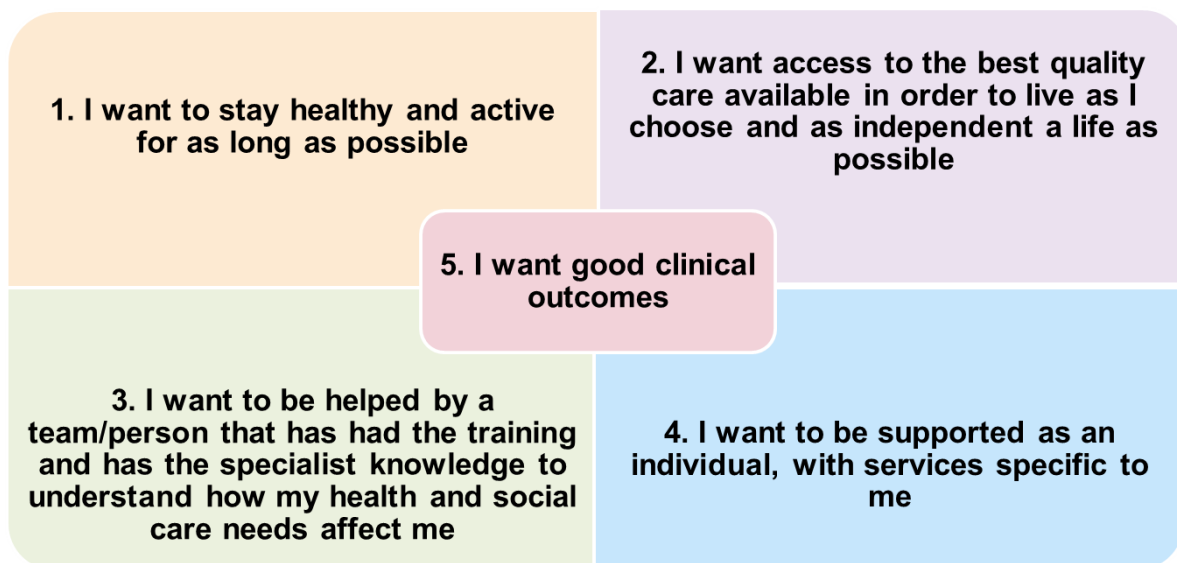 1. I want to stay healthy and active
for as long as possible
2. I want access to the best quality
care available in order to live as I
choose and as independent a life as
possible
5. I want good clinical
outcomes
3. I want to be helped by a
team/person that has had the training
and has the specialist knowledge to
understand how my health and social
care needs affect me
4. I want to be supported as an
individual, with services specific to
me